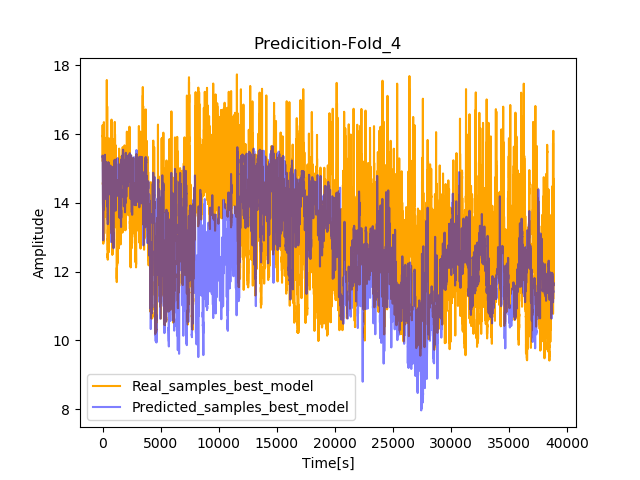 Predicition-Fold_4
18
16
14
12
10
8
Amplitude
Real_samples_best_model
Predicted_samples_best_model
0 5000 10000 15000 20000 25000 30000 35000 40000
Time[s]